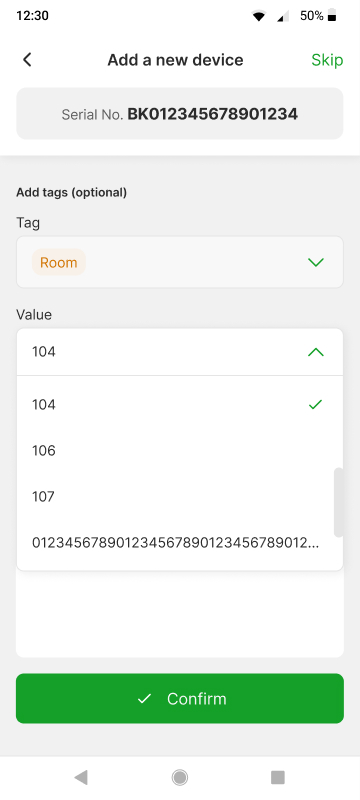 12:30
50%
Add a new device
Skip
Serial No. BK012345678901234
Add tags (optional)
Tag
Room
Value
104
104
106
107
012345678901234567890123456789012...
Confirm